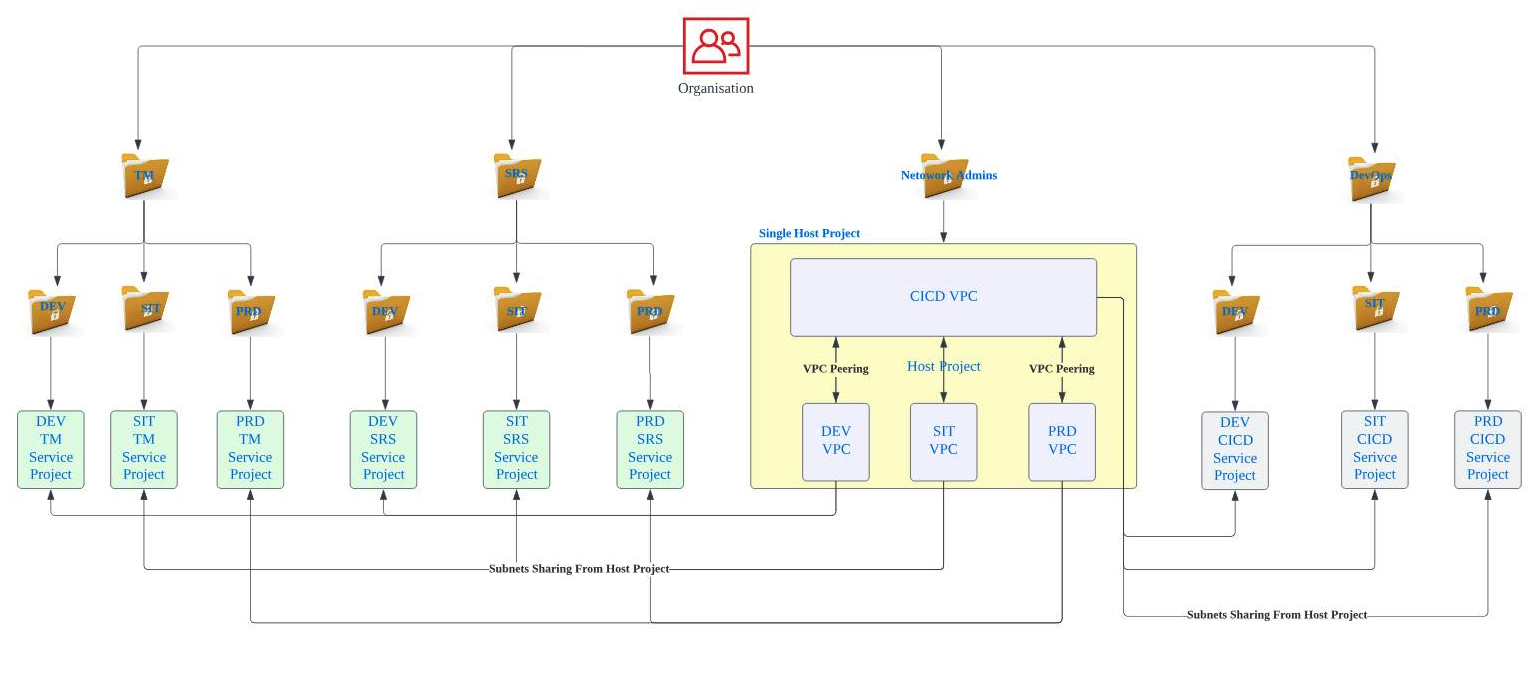 Organisation
TM
SRS
Netowork Admins
DevOps
Single Host Project
DEV
SIT
PRD
DEV
SIT
PRD
CICD VPC
DEV
SIT
PRD
VPC Peering
Host Project
VPC Peering
DEV
TM
Service
Project
SIT
TM
Service
Project
PRD
TM
Service
Project
DEV
SRS
Service
Project
SIT
SRS
Service
Project
PRD
SRS
Service
Project
DEV
VPC
SIT
VPC
PRD
VPC
DEV
CICD
Service
Project
SIT
CICD
Serivce
Project
PRD
CICD
Service
Project
Subnets Sharing From Host Project
Subnets Sharing From Host Project